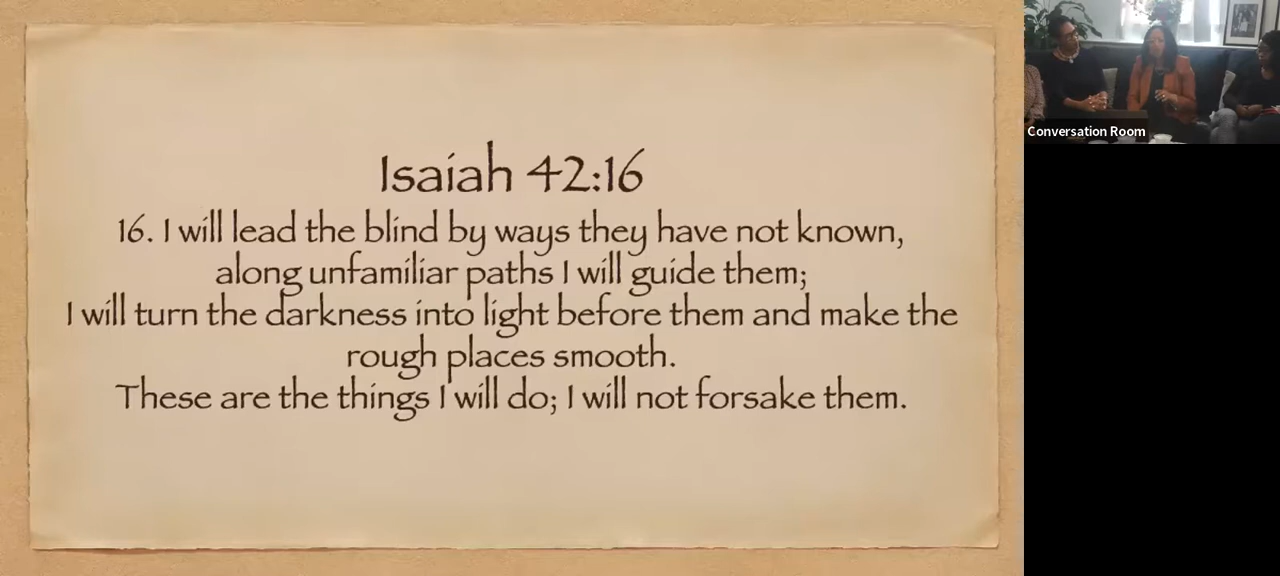 Isaiah 42:16
16. I will lead the blind by ways they have not known,
along unfamiliar paths I will guide them;
I will turn the darkness into light before them and make the
rough places smooth.
These are the things I will do; I will not forsake them.
Conversation Room